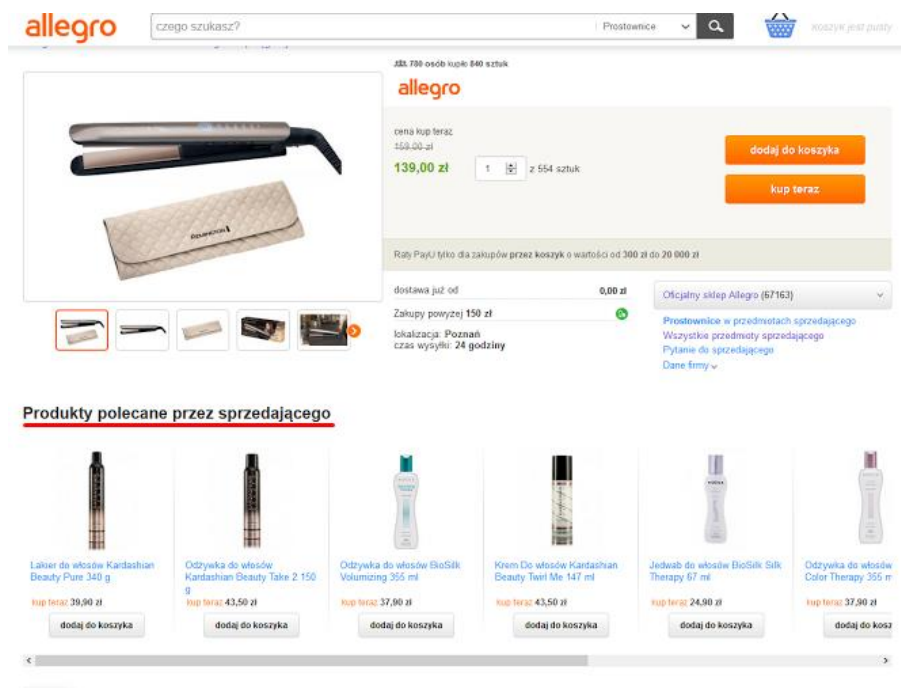 allegro
czego szukasz?
Prostownice
koszyk jest pusty
780 osób kupiło 840 sztuk
allegro
cena kup teraz
159,00 zł
139,00 zł
1
z 554 sztuk
dodaj do koszyka
kup teraz
REMINGTON
Raty PayU tylko dla zakupów przez koszyk o wartości od 300 zł do 20 000 zł
dostawa już od 0,00 zł
Zakupy powyżej 150 zł
lokalizacja: Poznań
czas wysyłki: 24 godziny
Oficjalny sklep Allegro (67163)
Prostownice w przedmiotach sprzedającego
Wszystkie przedmioty sprzedającego
Pytanie do sprzedającego
Dane firmy
Produkty polecane przez sprzedającego
Lakier do włosów Kardashian
Beauty Pure 340 g
kup teraz 39,90 zł
dodaj do koszyka
Odżywka do włosów
Kardashian Beauty Take 2 150
g
kup teraz 43,50 zł
dodaj do koszyka
Odżywka do włosów BioSilk
Volumizing 355 ml
kup teraz 37,90 zł
dodaj do koszyka
Krem Do włosów Kardashian
Beauty Twirl Me 147 ml
kup teraz 43,50 zł
dodaj do koszyka
Jedwab do włosów BioSilk Silk
Therapy 67 ml
kup teraz 24,90 zł
dodaj do koszyka
Odżywka do włosów
Color Therapy 355 m
kup teraz 37,90 zł
dodaj do kosz